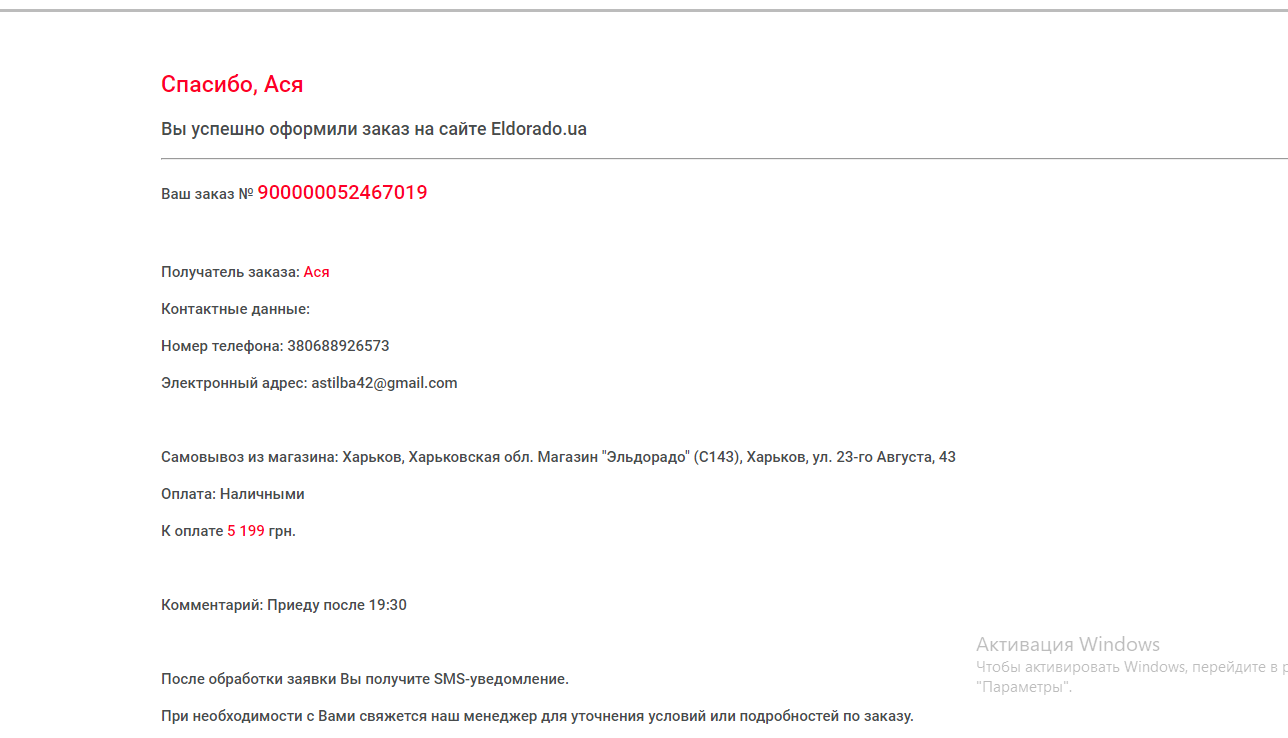 Спасибо, Ася
Вы успешно оформили заказ на сайте Eldorado.ua
Ваш заказ № 900000052467019
Получатель заказа: Ася
Контактные данные:
Номер телефона: 380688926573
Электронный адрес: astilba42@gmail.com
Самовывоз из магазина: Харьков, Харьковская обл. Магазин "Эльдорадо" (C143), Харьков, ул. 23-го Августа, 43
Оплата: Наличными
К оплате 5 199 грн.
Комментарий: Приеду после 19:30
Активация Windows
Чтобы активировать Windows, перейдите в
"Параметры".
После обработки заявки Вы получите SMS-уведомление.
При необходимости с Вами свяжется наш менеджер для уточнения условий или подробностей по заказу.